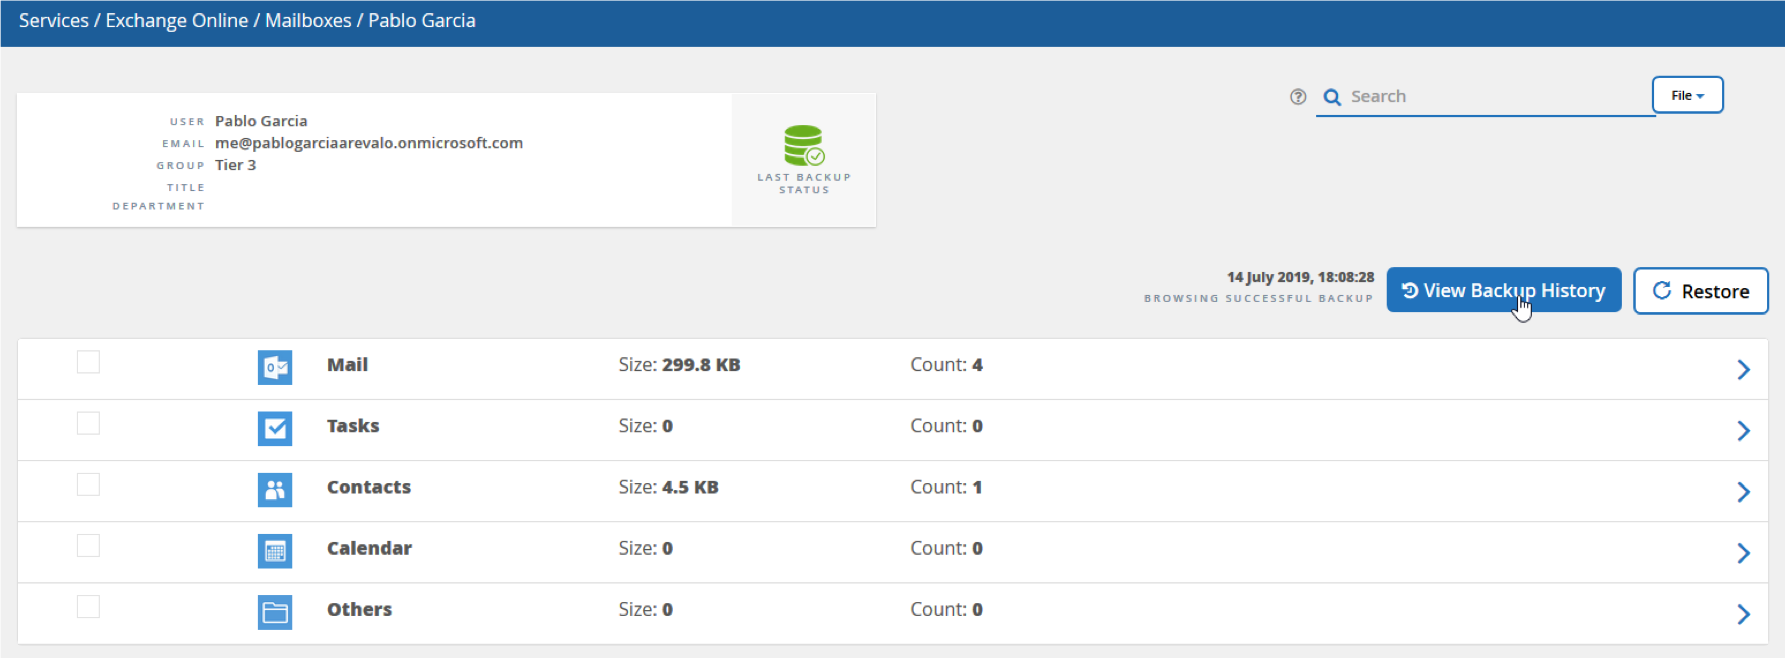 Services / Exchange Online / Mailboxes / Pablo Garcia
Search
File
USER Pablo Garcia
EMAIL me@pablogarciaarevalo.onmicrosoft.com
GROUP Tier 3
TITLE
DEPARTMENT
LAST BACKUP
STATUS
14 July 2019, 18:08:28
BROWSING SUCCESSFUL BACKUP
View Backup History
Restore
Mail Size: 299.8 KB Count: 4
Tasks Size: 0 Count: 0
Contacts Size: 4.5 KB Count: 1
Calendar Size: 0 Count: 0
Others Size: 0 Count: 0